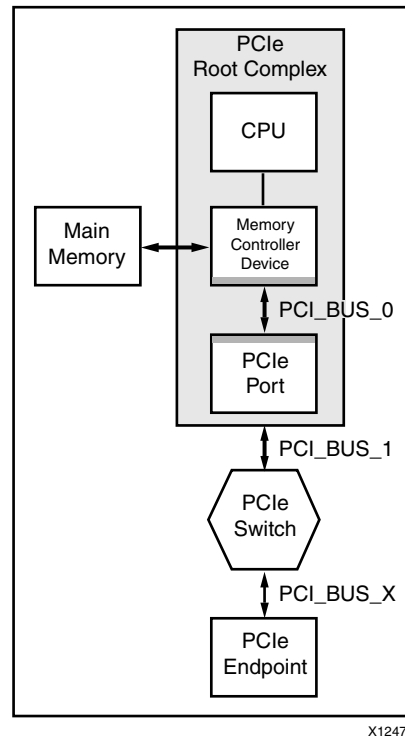 PCIe
Root Complex
CPU
Main
Memory
Memory
Controller
Device
PCI_BUS_0
PCIe
Port
PCI_BUS_1
PCIe
Switch
PCI_BUS_X
PCIe
Endpoint
X1247